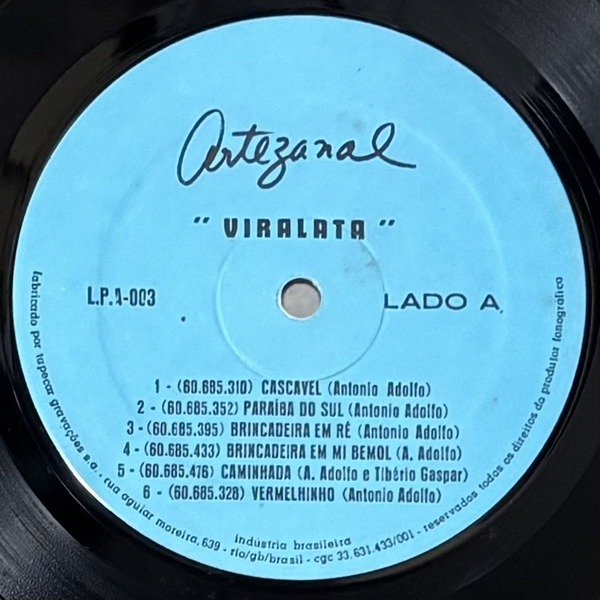 Artezanal
" VIRALATA "
L.P.A-003
LADO A
1 - (60.685.310) CASCAVEL (Antonio Adolfo)
2 - (60.685.352) PARAÍBA DO SUL (Antonio Adolfo)
3 - (60.685.395) BRINCADEIRA EM RÉ (Antonio Adolfo)
4 - (60.685.433) BRINCADEIRA EM MI BEMOL (A. Adolfo)
5 - (60.685.476) CAMINHADA (A. Adolfo e Tibério Gaspar)
6 - (60.685.328) VERMELHINHO (Antonio Adolfo)
indústria brasileira
fabricado por tapecar gravações s.a. . rua aguiar moreira, 639 - rio/gb/brasil - cgc 33.631.433/001 - reservados todos os direitos do produtor fonográfico